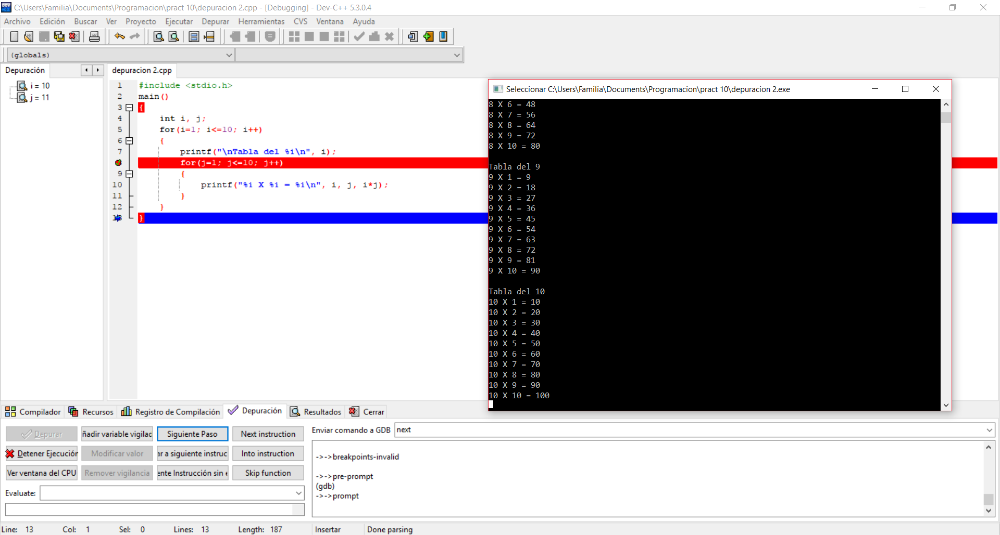 C:\Users\Familia\Documents\Programacion\pract 10\depuracion 2.cpp - [Debugging] - Dev-C++ 5.3.0.4
Archivo Edición Buscar Ver Proyecto Ejecutar Depurar Herramientas CVS Ventana Ayuda
(globals)
Depuración
i = 10
j = 11
depuracion 2.cpp
1 #include <stdio.h>
2 main()
3 {
4 int i, j;
5 for(i=1; i<=10; i++)
6 {
7 printf("\nTabla del %i\n", i);
for(j=1; j<=10; j++)
9 {
10 printf("%i X %i = %i\n", i, j, i*j);
11 }
12 }
13 }
Seleccionar C:\Users\Familia\Documents\Programacion\pract 10\depuracion 2.exe
8 X 6 = 48
8 X 7 = 56
8 X 8 = 64
8 X 9 = 72
8 X 10 = 80
Tabla del 9
9 X 1 = 9
9 X 2 = 18
9 X 3 = 27
9 X 4 = 36
9 X 5 = 45
9 X 6 = 54
9 X 7 = 63
9 X 8 = 72
9 X 9 = 81
9 X 10 = 90
Tabla del 10
10 X 1 = 10
10 X 2 = 20
10 X 3 = 30
10 X 4 = 40
10 X 5 = 50
10 X 6 = 60
10 X 7 = 70
10 X 8 = 80
10 X 9 = 90
10 X 10 = 100
Compilador Recursos Registro de Compilación Depuración Resultados Cerrar
Depurar ñadir variable vigilac Siguiente Paso Next instruction
Detener Ejecución Modificar valor ar a siguiente instruc Into instruction
Ver ventana del CPU Remover vigilancia ente Instrucción sin e Skip function
Evaluate:
Enviar comando a GDB next
->->breakpoints-invalid
->->pre-prompt
(gdb)
->->prompt
Line: 13 Col: 1 Sel: 0 Lines: 13 Length: 187 Insertar Done parsing